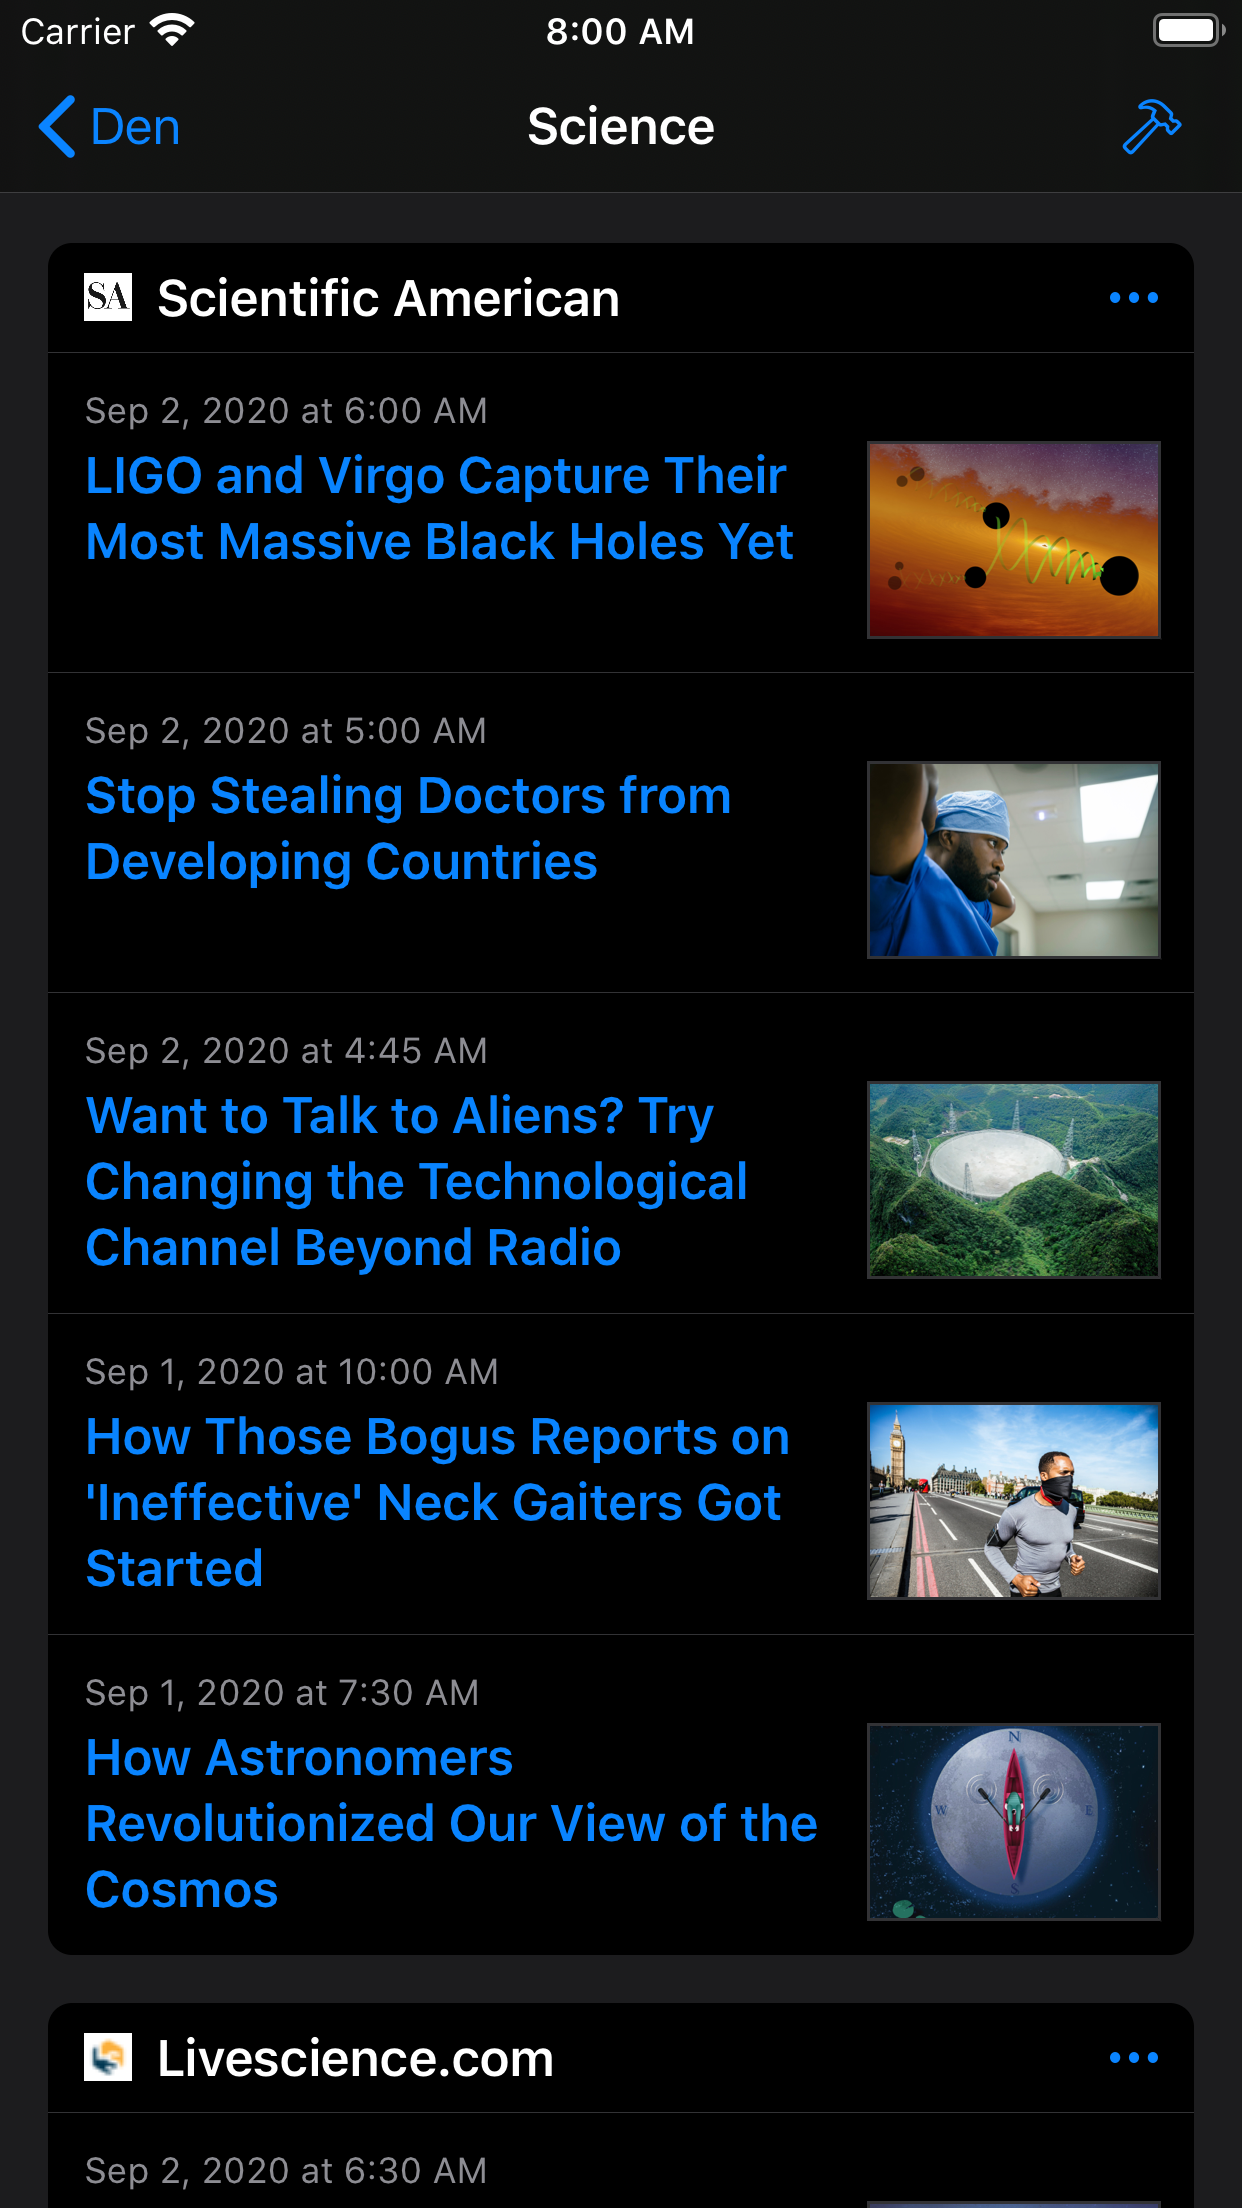 Carrier 8:00 AM
Den Science
SA Scientific American
Sep 2, 2020 at 6:00 AM
LIGO and Virgo Capture Their
Most Massive Black Holes Yet
Sep 2, 2020 at 5:00 AM
Stop Stealing Doctors from
Developing Countries
Sep 2, 2020 at 4:45 AM
Want to Talk to Aliens? Try
Changing the Technological
Channel Beyond Radio
Sep 1, 2020 at 10:00 AM
How Those Bogus Reports on
'Ineffective' Neck Gaiters Got
Started
Sep 1, 2020 at 7:30 AM
How Astronomers
Revolutionized Our View of the
Cosmos
N
W E
S
Livescience.com
Sep 2, 2020 at 6:30 AM